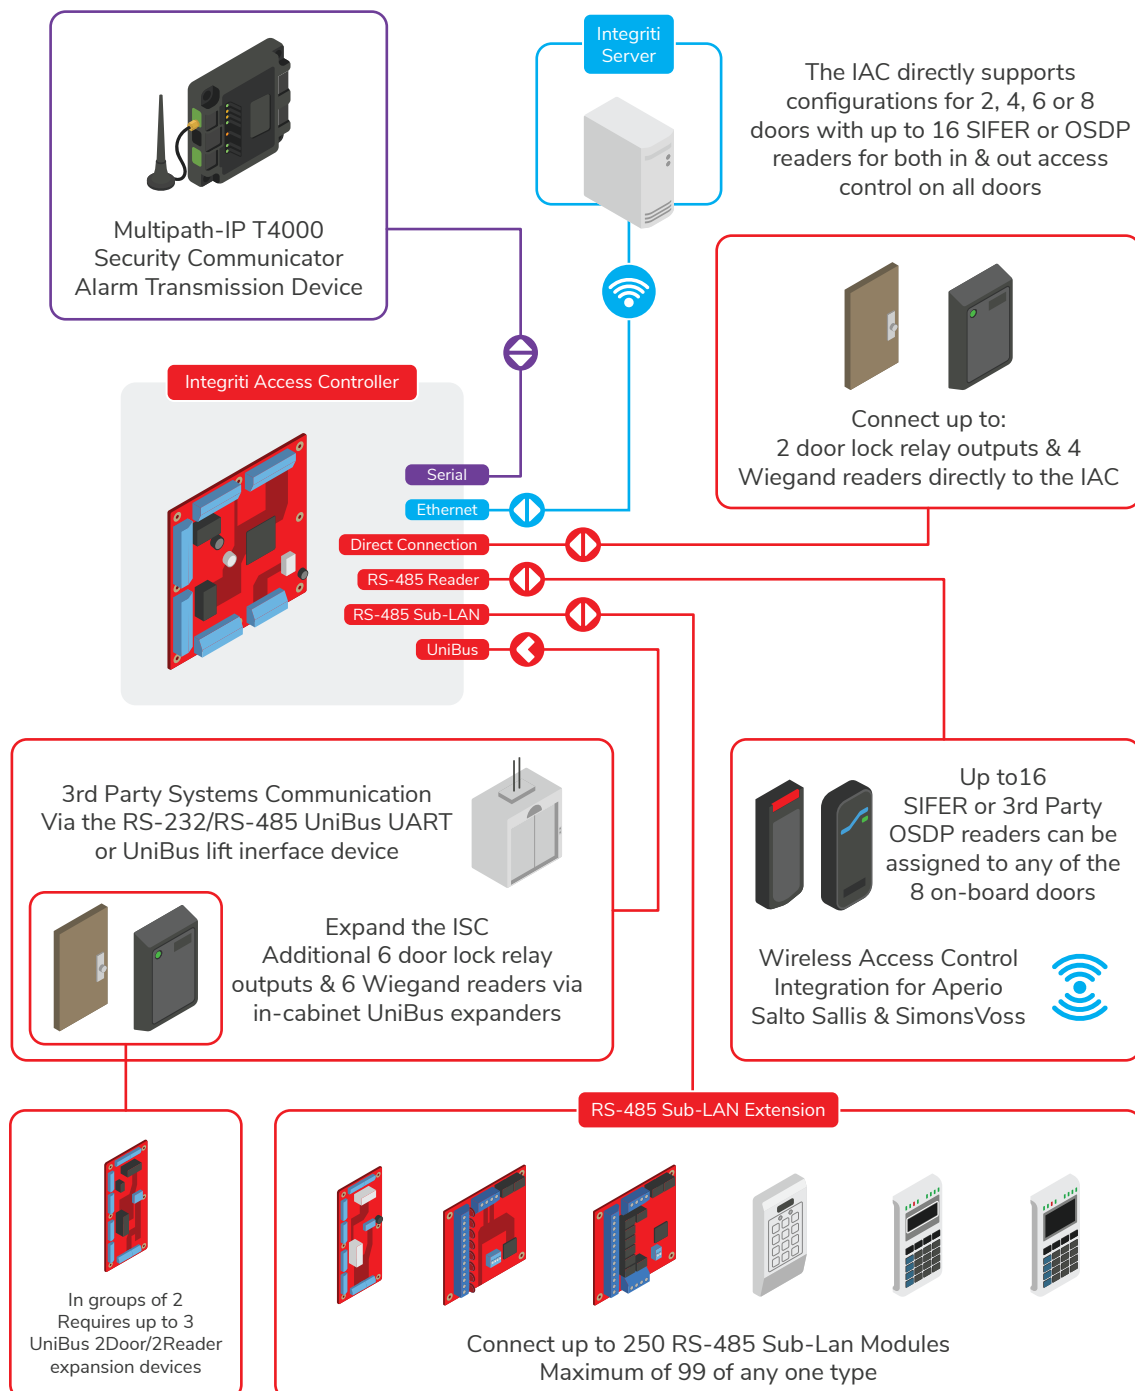 Integriti
Server
The IAC directly supports
configurations for 2, 4, 6 or 8
doors with up to 16 SIFER or OSDP
readers for both in & out access
control on all doors
Multipath-IP T4000
Security Communicator
Alarm Transmission Device
Integriti Access Controller
Serial
Ethernet
Direct Connection
RS-485 Reader
RS-485 Sub-LAN
UniBus
Connect up to:
2 door lock relay outputs & 4
Wiegand readers directly to the IAC
3rd Party Systems Communication
Via the RS-232/RS-485 UniBus UART
or UniBus lift inerface device
Expand the ISC
Additional 6 door lock relay
outputs & 6 Wiegand readers via
in-cabinet UniBus expanders
Up to16
SIFER or 3rd Party
OSDP readers can be
assigned to any of the
8 on-board doors
Wireless Access Control
Integration for Aperio
Salto Sallis & SimonsVoss
In groups of 2
Requires up to 3
UniBus 2Door/2Reader
expansion devices
RS-485 Sub-LAN Extension
Connect up to 250 RS-485 Sub-Lan Modules
Maximum of 99 of any one type